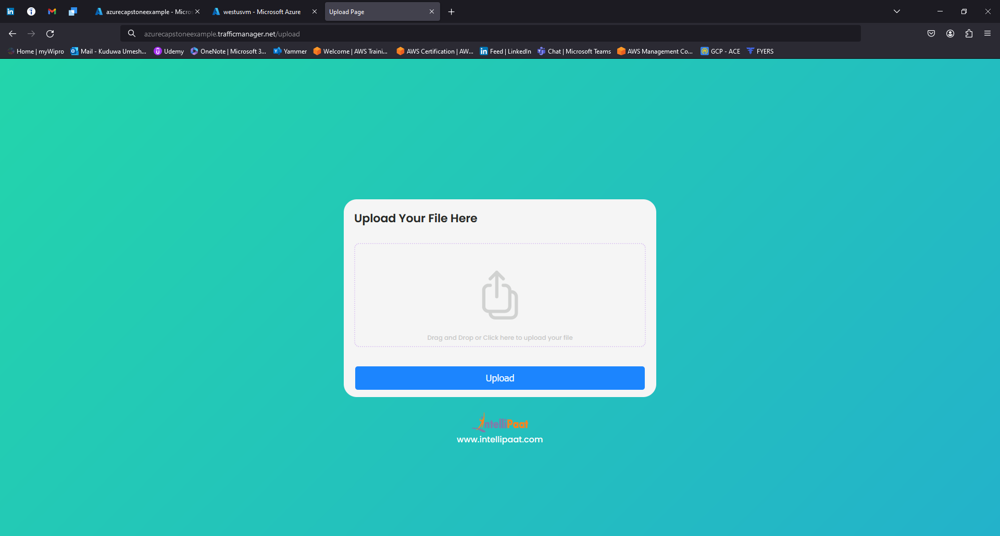 azurecapstoneexample - Micros
westusvm - Microsoft Azure
Upload Page
azurecapstoneexample.trafficmanager.net/upload
Home | myWipro
Mail - Kuduwa Umesh...
Udemy
OneNote | Microsoft 3...
Yammer
Welcome | AWS Traini...
AWS Certification | AW...
Feed | LinkedIn
Chat | Microsoft Teams
AWS Management Co...
GCP - ACE
FYERS
Upload Your File Here
Drag and Drop or Click here to upload your file
Upload
IntelliPaat
www.intellipaat.com